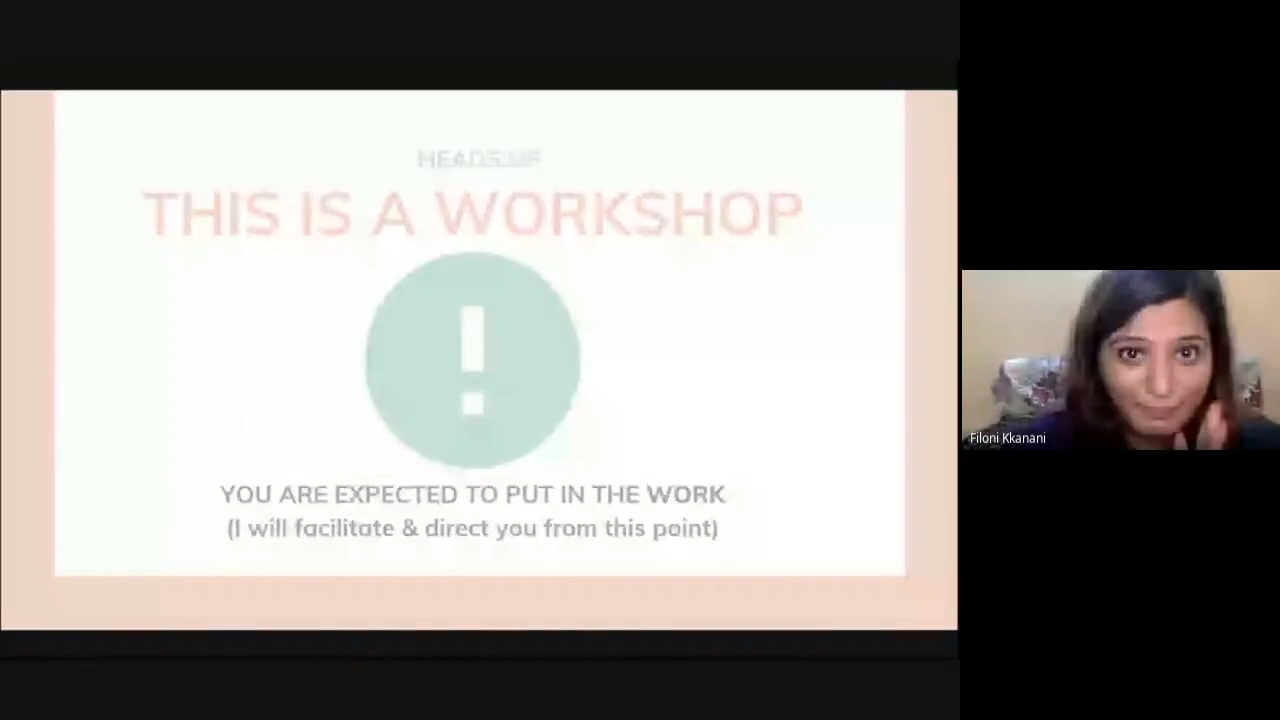 HEADS UP
THIS IS A WORKSHOP
!
YOU ARE EXPECTED TO PUT IN THE WORK
(I will facilitate & direct you from this point)
Filoni Kkanani